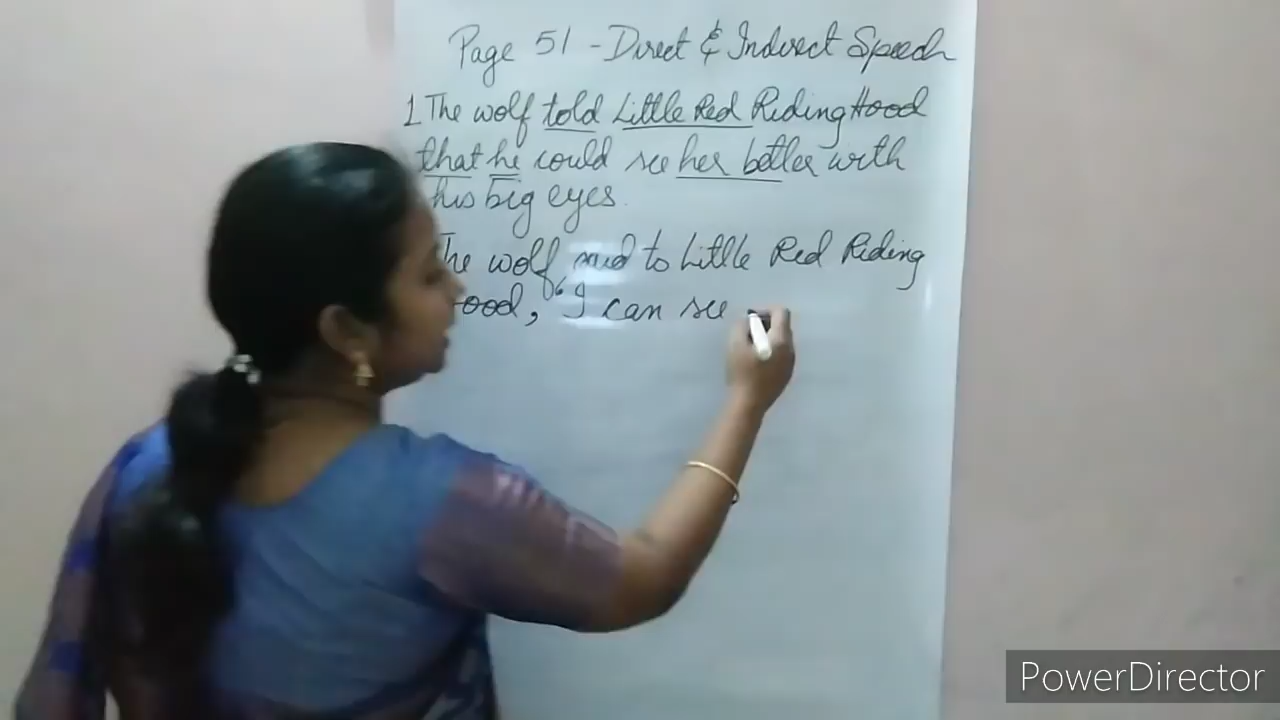 Page 51 - Direct & Indirect Speech
1. The wolf told Little Red Riding Hood
that he could see her better with
his big eyes.
The wolf said to Little Red Riding
Hood, "I can see
PowerDirector